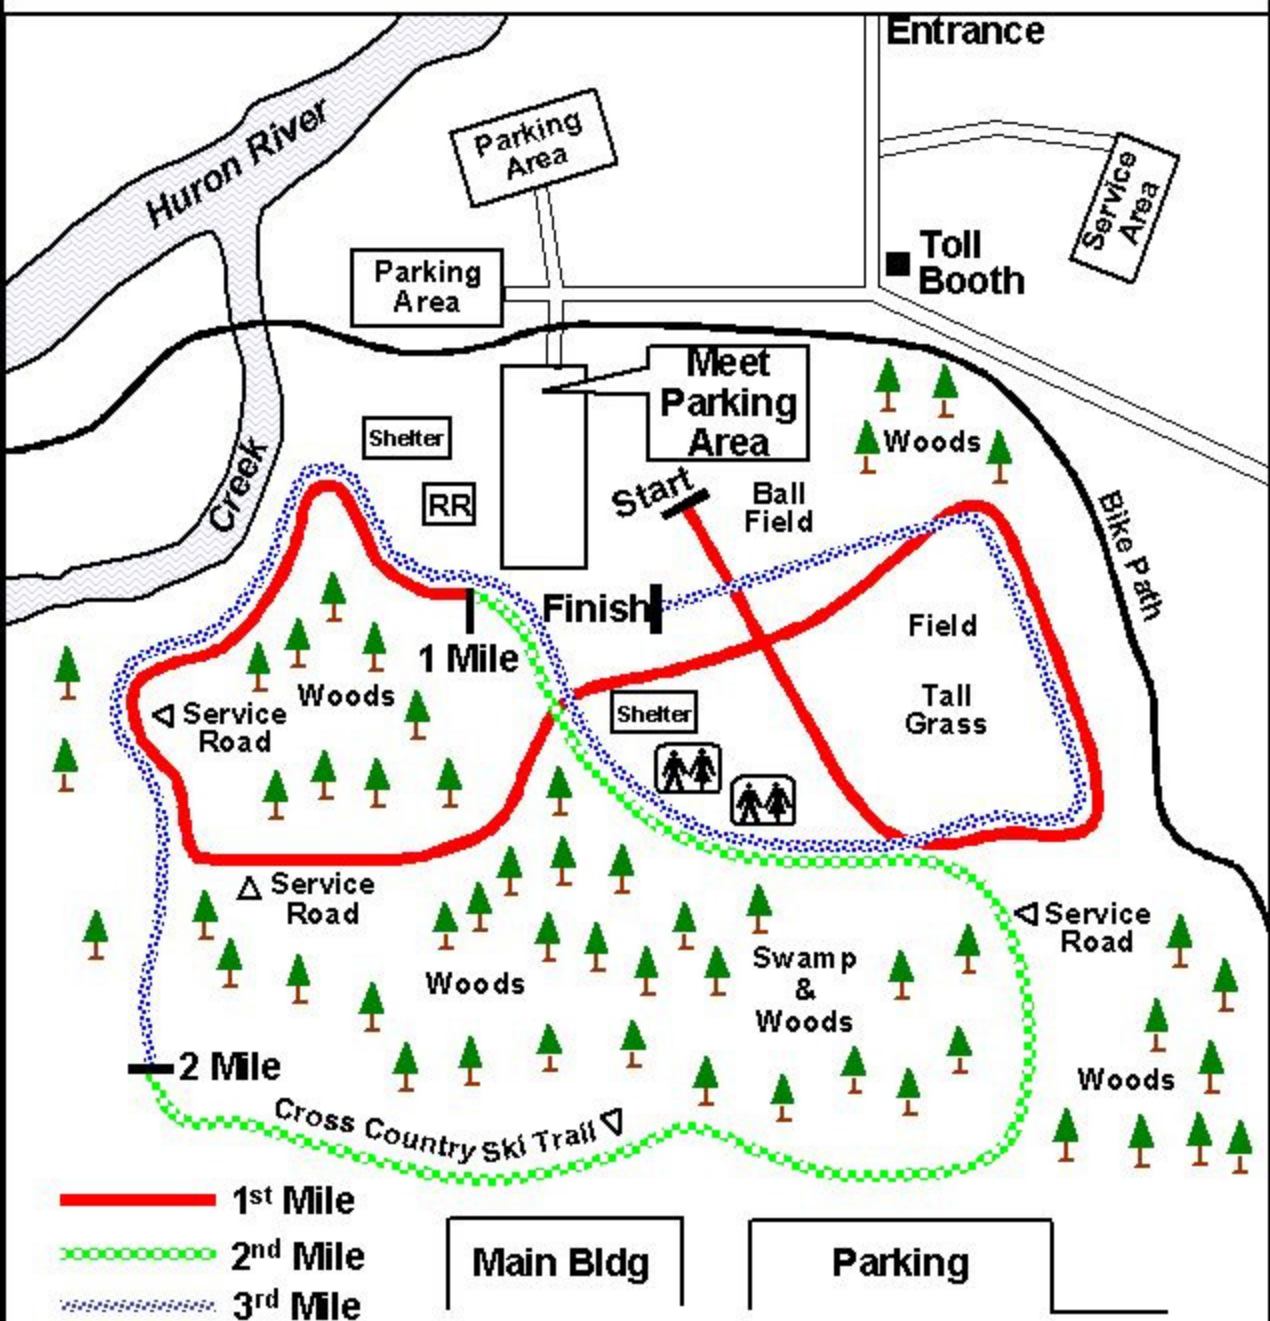 Entrance
Huron River
Parking
Area
Service
Area
Toll
Booth
Parking
Area
Meet
Parking
Area
Shelter
Woods
Creek
RR
Start
Ball
Field
Bike Path
Finish
Field
1 Mile
Woods
Service
Road
Shelter
Tall
Grass
Service
Road
Service
Road
Woods
Swamp
&
Woods
2 Mile
Woods
Cross Country Ski Trail
1st Mile
2nd Mile
3rd Mile
Main Bldg
Parking